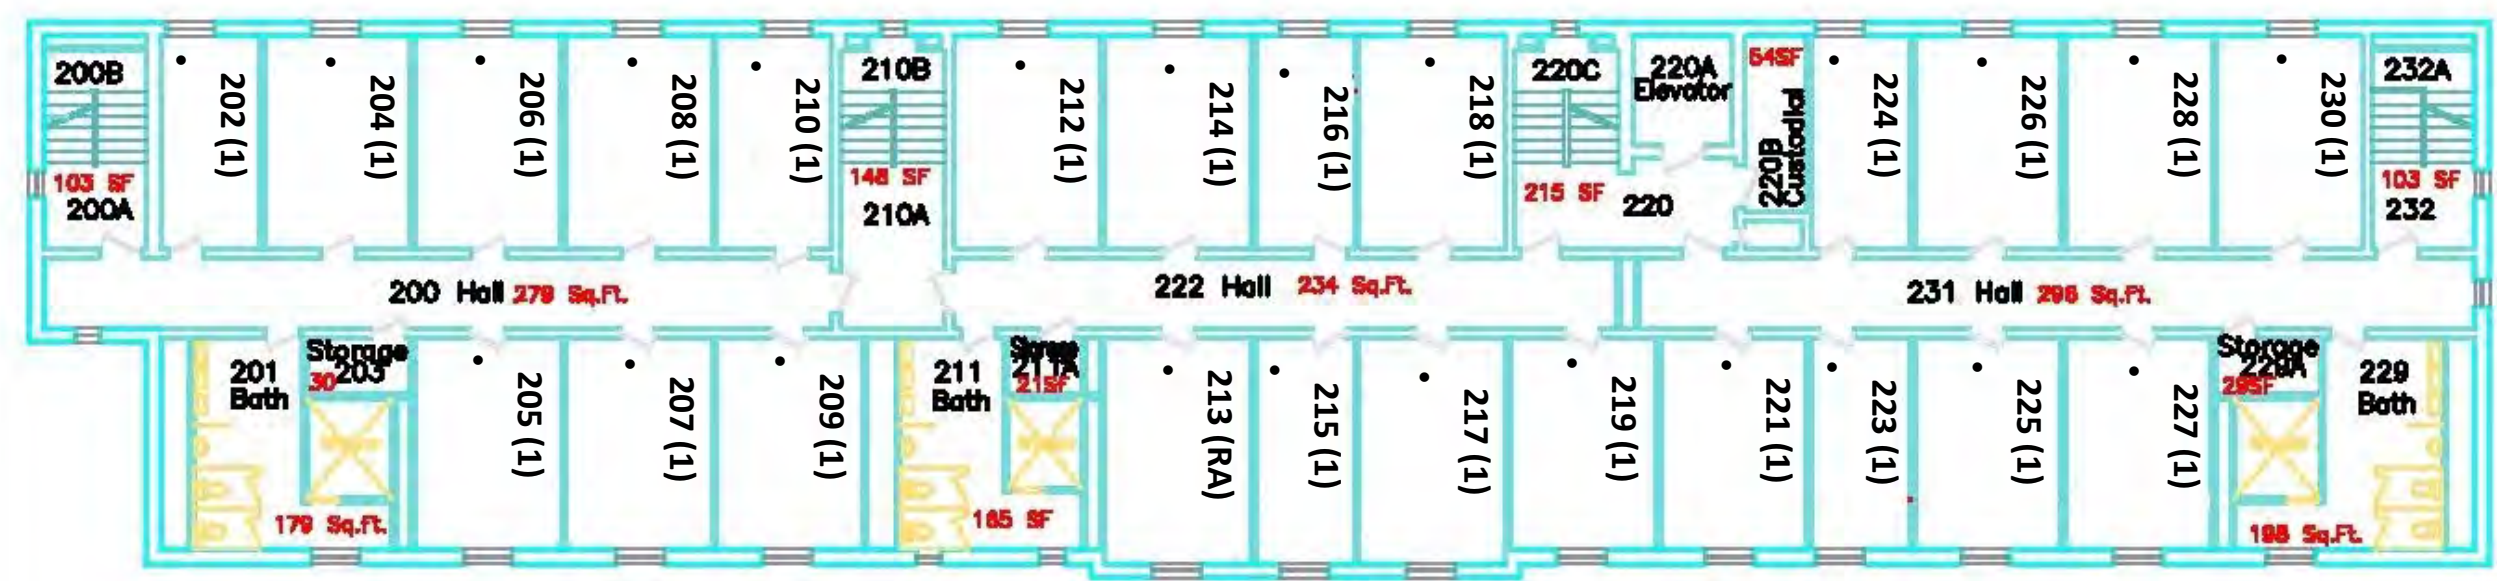 200B
202 (1)
204 (1)
206 (1)
208 (1)
210 (1)
210B
212 (1)
214 (1)
216 (1)
218 (1)
220C
220A
Elevator
54SF
Custodial
220B
224 (1)
226 (1)
228 (1)
230 (1)
232A
103 SF
200A
148 SF
210A
215 SF
220
103 SF
232
200 Hall 279 Sq.Ft.
222 Hall 234 Sq.Ft.
231 Hall 296 Sq.Ft.
201
Bath
Storage
203
30
205 (1)
207 (1)
209 (1)
211
Bath
Storage
211A
21SF
213 (RA)
215 (1)
217 (1)
219 (1)
221 (1)
223 (1)
225 (1)
227 (1)
Storage
229A
229
Bath
179 Sq.ft.
165 SF
198 Sq.Ft.